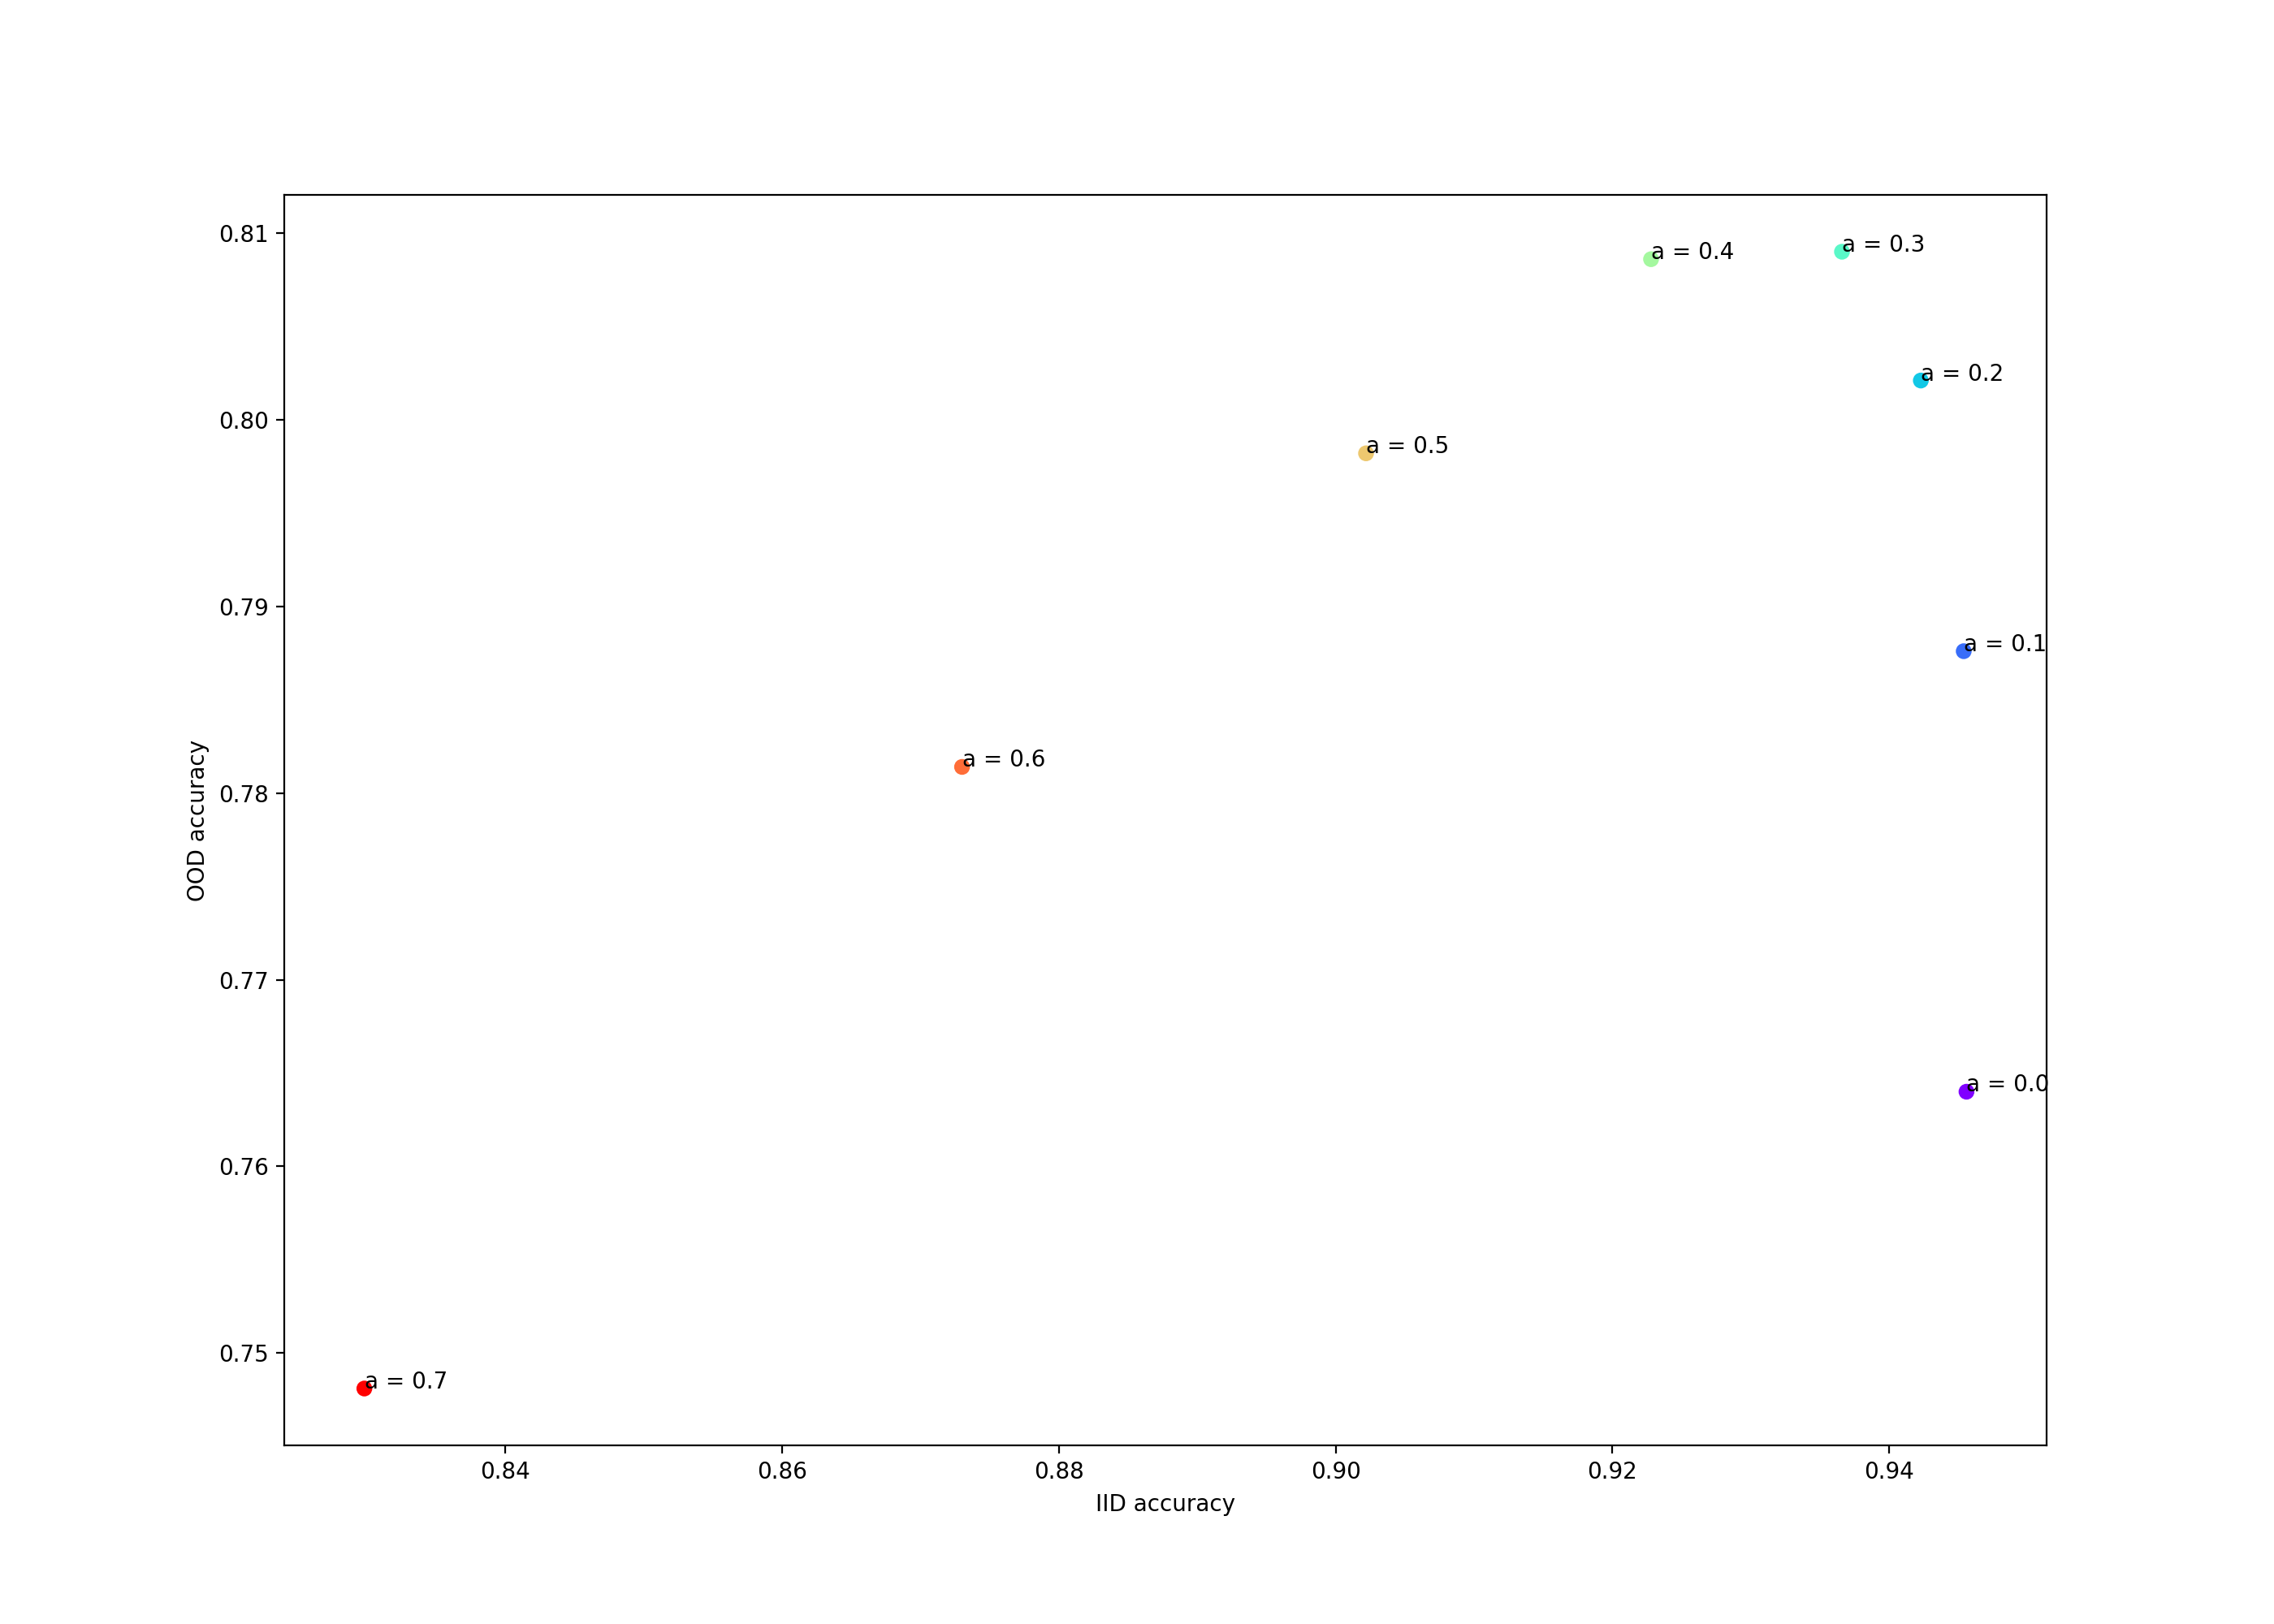 0.81
0.80
0.79
0.78
0.77
0.76
0.75
OOD accuracy
a = 0.4
a = 0.3
a = 0.2
a = 0.5
a = 0.1
a = 0.6
a = 0.0
a = 0.7
0.84
0.86
0.88
0.90
0.92
0.94
IID accuracy